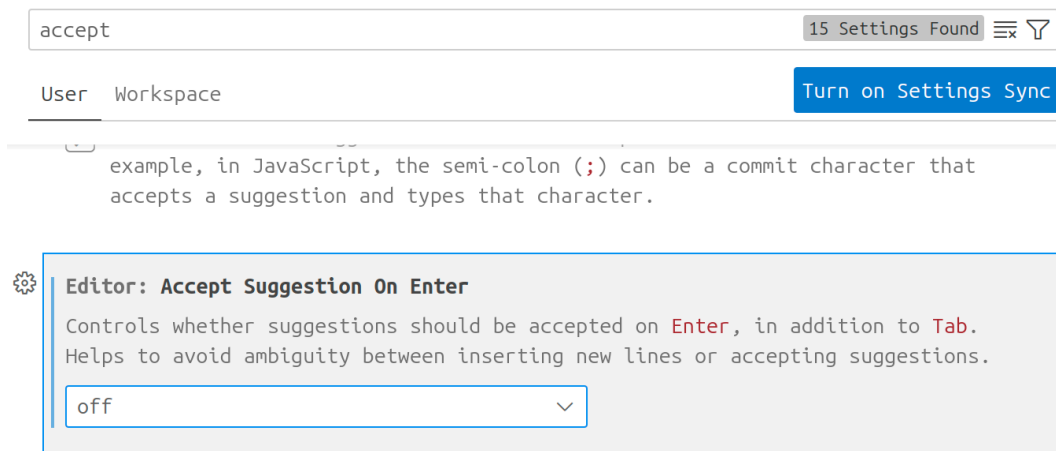 accept
15 Settings Found
User Workspace
Turn on Settings Sync
example, in JavaScript, the semi-colon (;) can be a commit character that
accepts a suggestion and types that character.
Editor: Accept Suggestion On Enter
Controls whether suggestions should be accepted on Enter, in addition to Tab.
Helps to avoid ambiguity between inserting new lines or accepting suggestions.
off